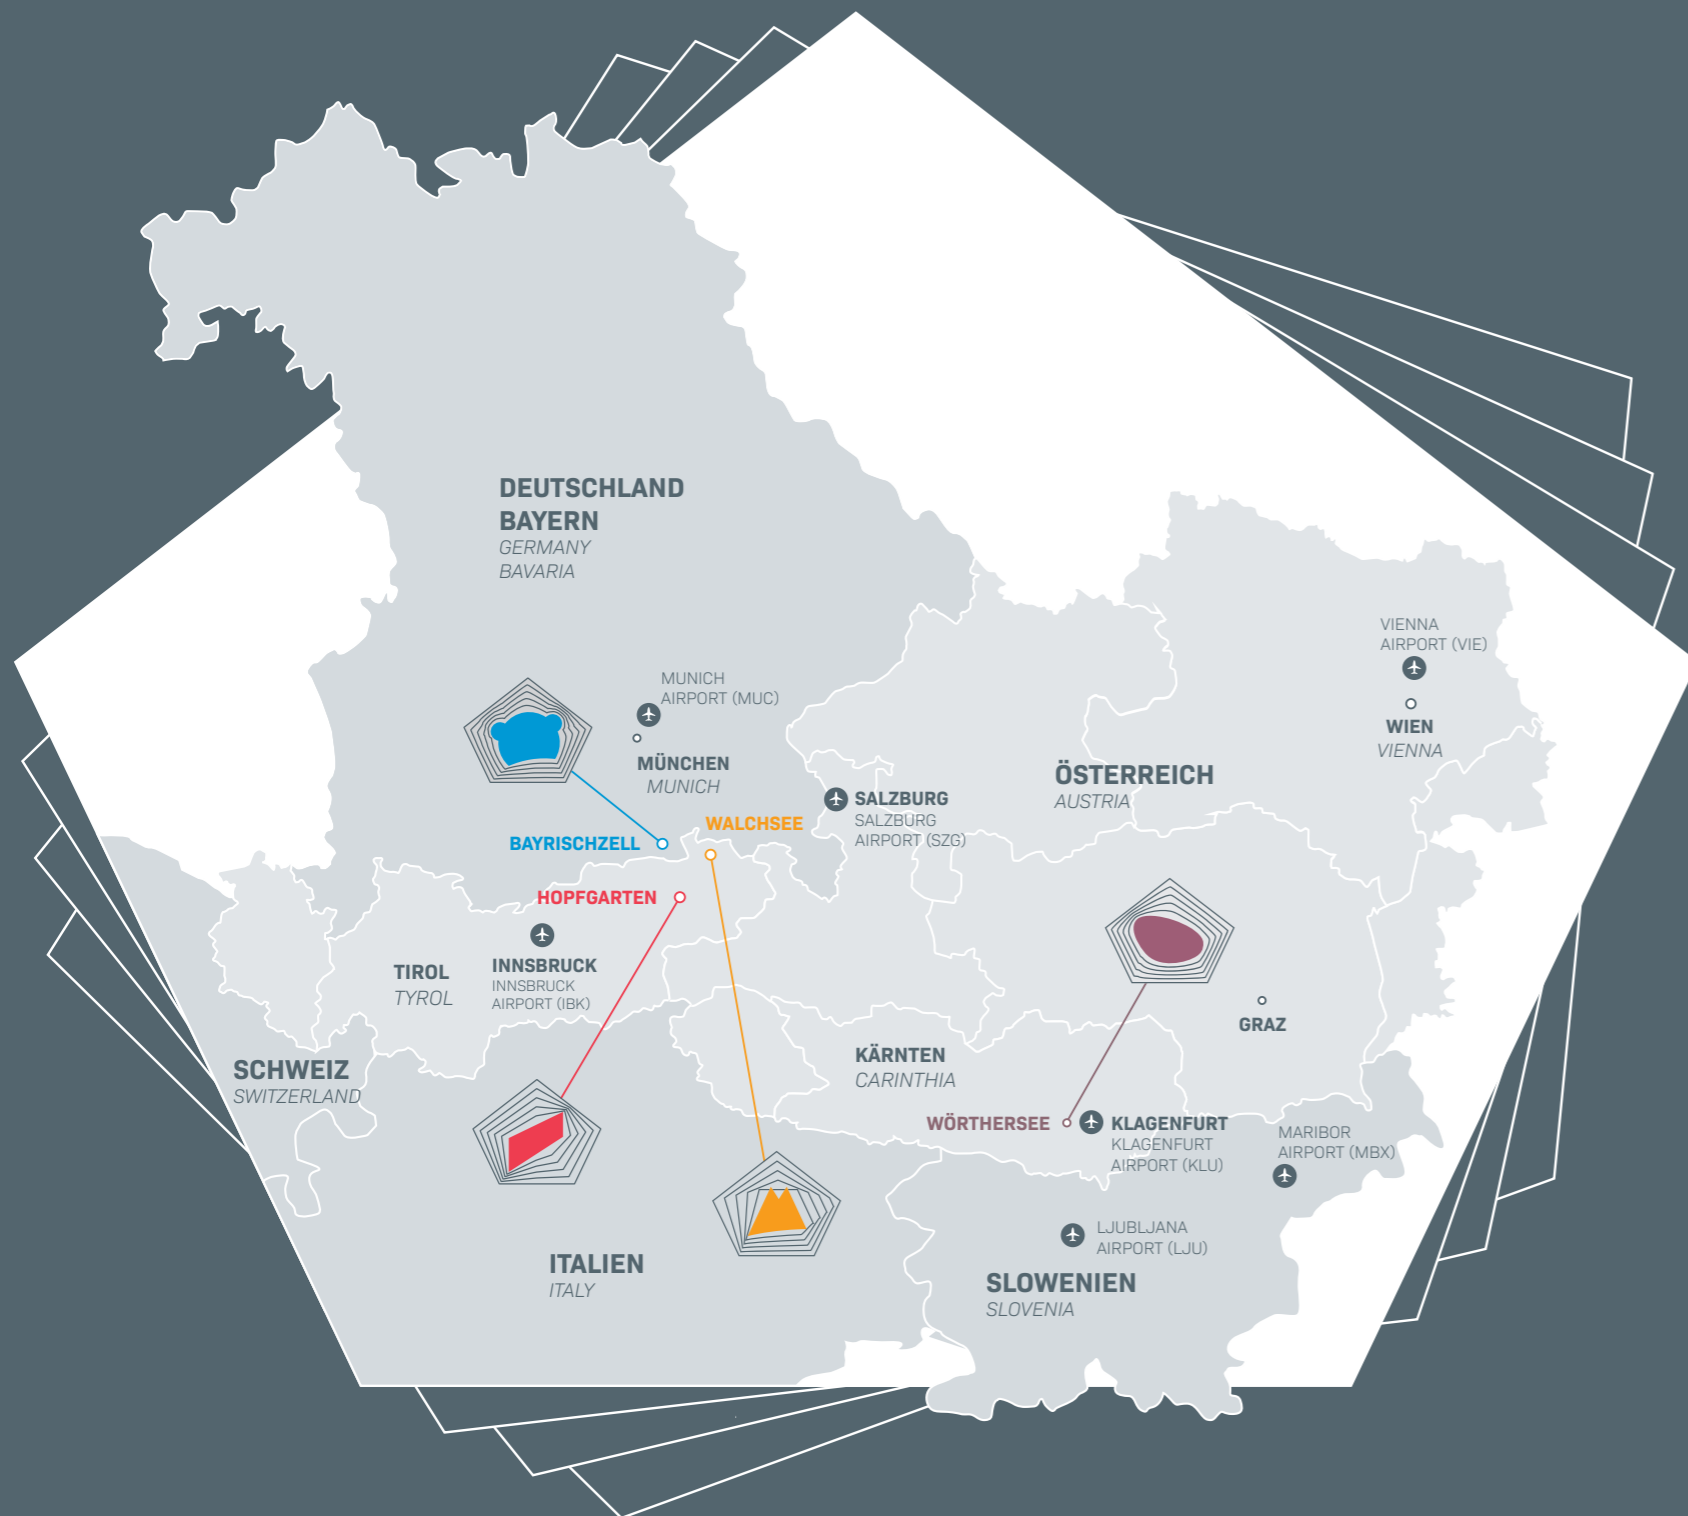 DEUTSCHLAND
BAYERN
GERMANY
BAVARIA
VIENNA
AIRPORT (VIE)
WIEN
VIENNA
MUNICH
AIRPORT (MUC)
MÜNCHEN
MUNICH
ÖSTERREICH
AUSTRIA
SALZBURG
SALZBURG
AIRPORT (SZG)
WALCHSEE
BAYRISCHZELL
HOPFGARTEN
TIROL
TYROL
INNSBRUCK
INNSBRUCK
AIRPORT (IBK)
GRAZ
SCHWEIZ
SWITZERLAND
KÄRNTEN
CARINTHIA
WÖRTHERSEE
KLAGENFURT
KLAGENFURT
AIRPORT (KLU)
MARIBOR
AIRPORT (MBX)
LJUBLJANA
AIRPORT (LJU)
ITALIEN
ITALY
SLOWENIEN
SLOVENIA